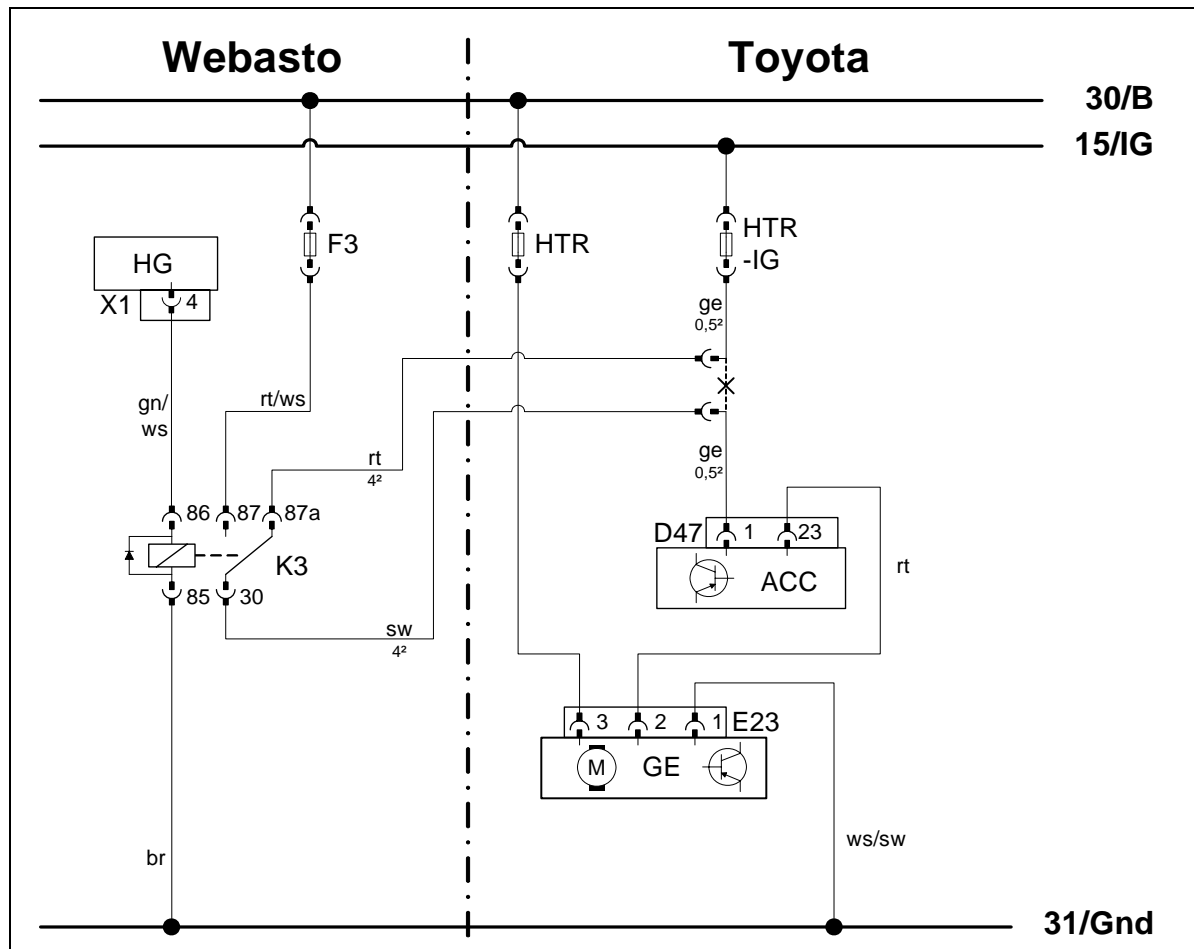 Webasto
Toyota
30/B
15/IG
F3
HTR
HTR
-IG
HG
X1
4
ge
0,5²
gn/
ws
rt/ws
rt
4²
ge
0,5²
86
87
87a
D47
1
23
K3
ACC
rt
85
30
sw
4²
3
2
1
E23
M
GE
br
ws/sw
31/Gnd